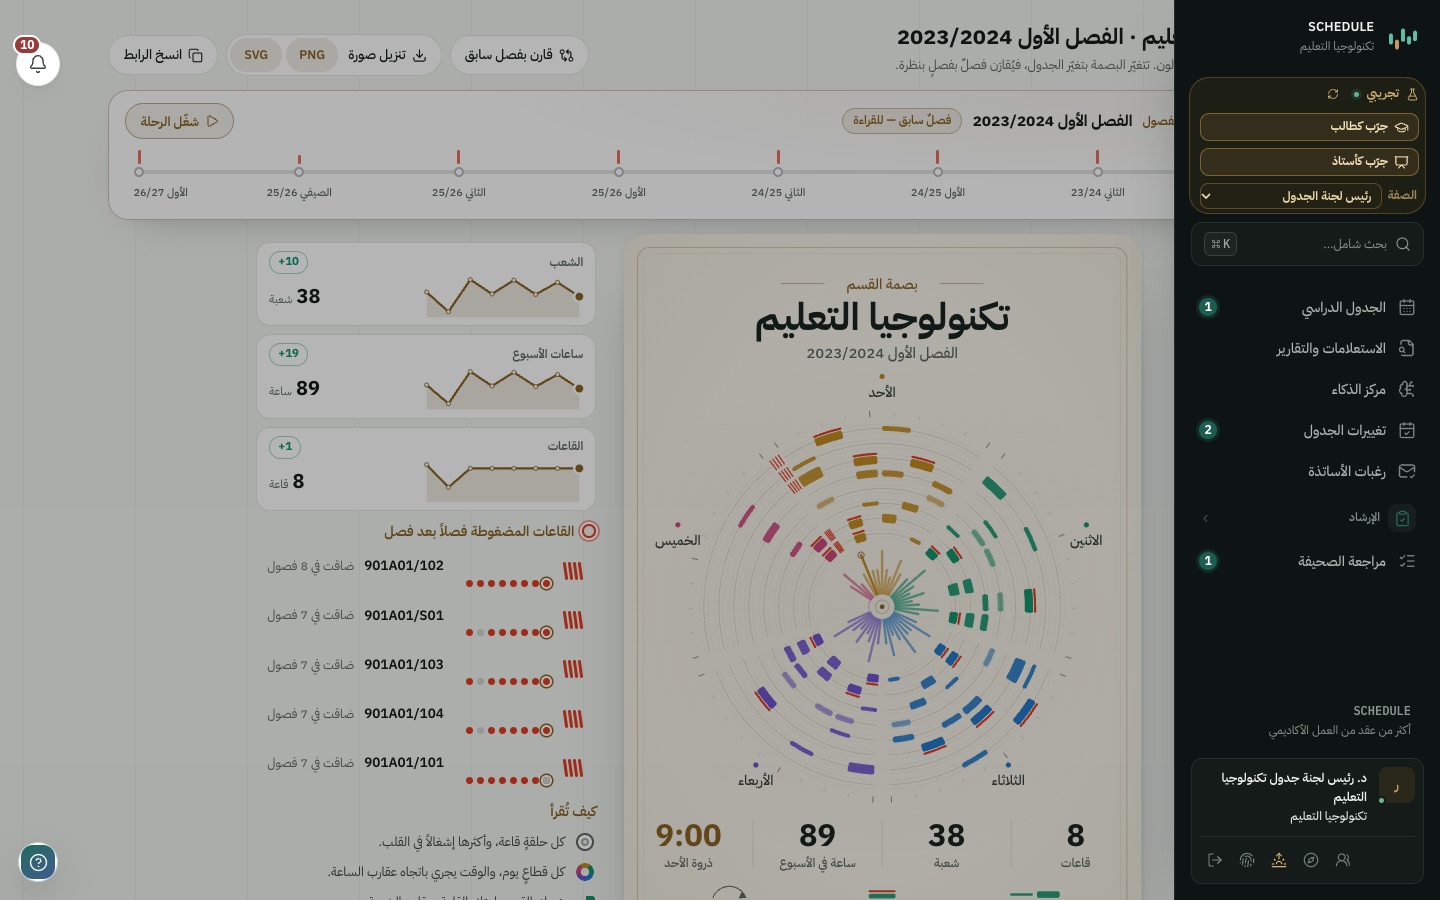 SCHEDULE
تكنولوجيا التعليم
تجريبي
جرّب كطالب
جرّب كأستاذ
الصفة
رئيس لجنة الجدول
بحث شامل...
⌘ K
الجدول الدراسي
1
الاستعلامات والتقارير
مركز الذكاء
تغييرات الجدول
2
رغبات الأساتذة
الإرشاد
مراجعة الصحيفة
1
SCHEDULE
أكثر من عقد من العمل الأكاديمي
ر
د. رئيس لجنة جدول تكنولوجيا
التعليم
تكنولوجيا التعليم
· الفصل الأول 2023/2024
لون. تتغيّر البصمة بتغيّر الجدول، فيُقارَن فصلٌ بفصلٍ بنظرة.
قارن بفصل سابق
تنزيل صورة
PNG
SVG
انسخ الرابط
10
الفصل الأول 2023/2024
فصلٌ سابق — للقراءة
شغّل الرحلة
الثاني 23/24
الأول 24/25
الثاني 24/25
الأول 25/26
الثاني 25/26
الصيفي 25/26
الأول 26/27
بصمة القسم
تكنولوجيا التعليم
الفصل الأول 2023/2024
الأحد
الاثنين
الثلاثاء
الأربعاء
الخميس
8
قاعات
38
شعبة
89
ساعة في الأسبوع
9:00
ذروة الأحد
الشعب
+10
38 شعبة
ساعات الأسبوع
+19
89 ساعة
القاعات
+1
8 قاعة
القاعات المضغوطة فصلاً بعد فصل
901A01/102
ضاقت في 8 فصول
901A01/S01
ضاقت في 7 فصول
901A01/103
ضاقت في 7 فصول
901A01/104
ضاقت في 7 فصول
901A01/101
ضاقت في 7 فصول
كيف تُقرأ
كل حلقةٍ قاعة، وأكثرها إشغالاً في القلب.
كل قطاعٍ يوم، والوقت يجري باتجاه عقارب الساعة.